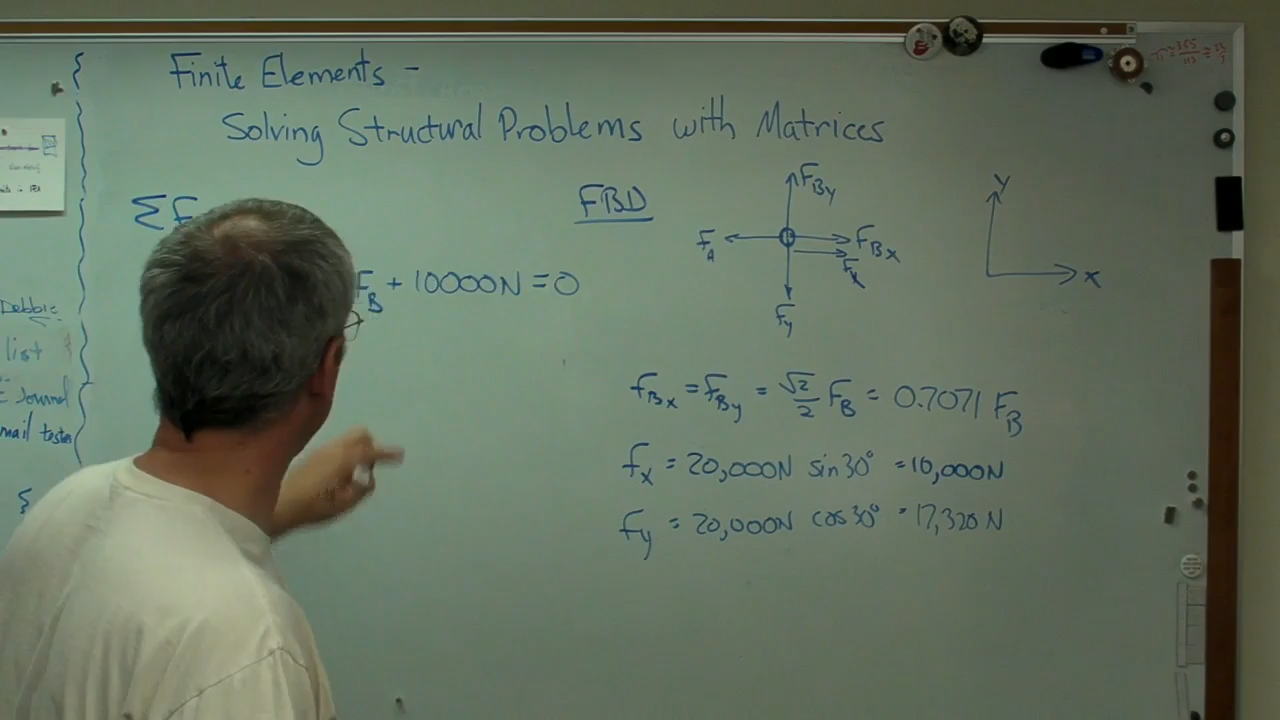 Finite Elements -
Solving Structural Problems with Matrices
ΣF
F_B + 10000N = 0
FBD
F_By
F_A
F_Bx
F_x
F_y
Y
x
f_Bx = f_By = √2/2 F_B = 0.7071 F_B
f_x = 20,000N sin30° = 10,000N
f_y = 20,000N cos30° = 17,320 N
Debbie
list
E Journal
mail tester